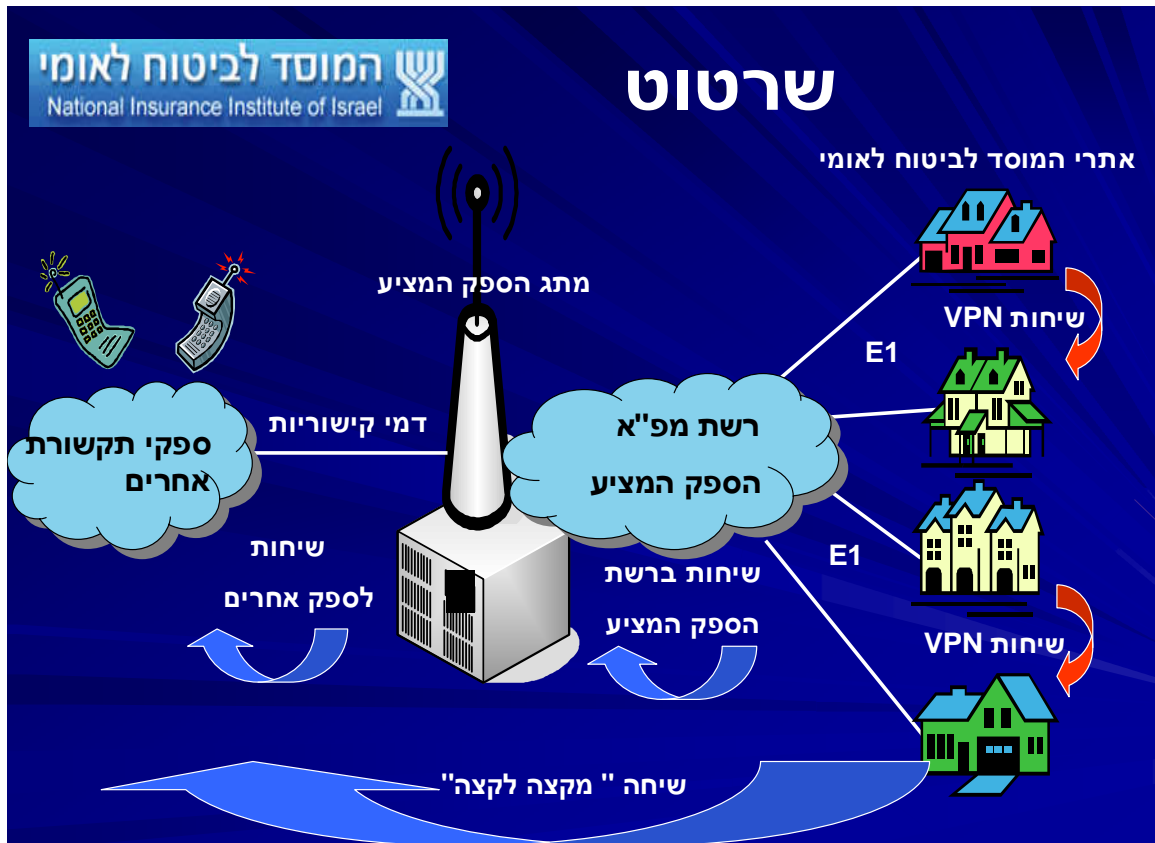 המוסד לביטוח לאומי
National Insurance Institute of Israel
שרטוט
אתרי המוסד לביטוח לאומי
מתג הספק המציע
שיחות VPN
E1
דמי קישוריות
ספקי תקשורת
אחרים
רשת מפ"א
הספק המציע
E1
שיחות
לספק אחרים
שיחות ברשת
הספק המציע
שיחות VPN
שיחה " מקצה לקצה"